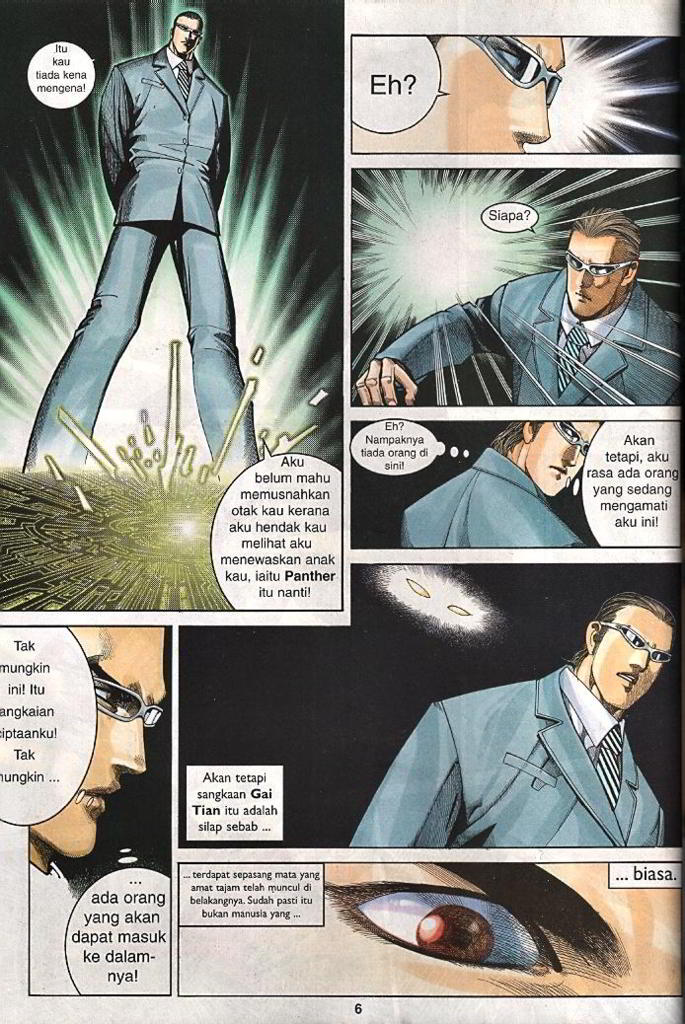 Itu
kau
tiada kena
mengena!
Aku
belum mahu
memusnahkan
otak kau kerana
aku hendak kau
melihat aku
menewaskan anak
kau, iaitu Panther
itu nanti!
Eh?
Siapa?
Eh?
Nampaknya
tiada orang di
sini!
Akan
tetapi, aku
rasa ada orang
yang sedang
mengamati
aku ini!
Tak
mungkin
ini! Itu
angkaian
ciptaanku!
Tak
mungkin ...
...
ada orang
yang akan
dapat masuk
ke dalam-
nya!
Akan tetapi
sangkaan Gai
Tian itu adalah
silap sebab ...
... terdapat sepasang mata yang
amat tajam telah muncul di
belakangnya. Sudah pasti itu
bukan manusia yang ...
... biasa.
6